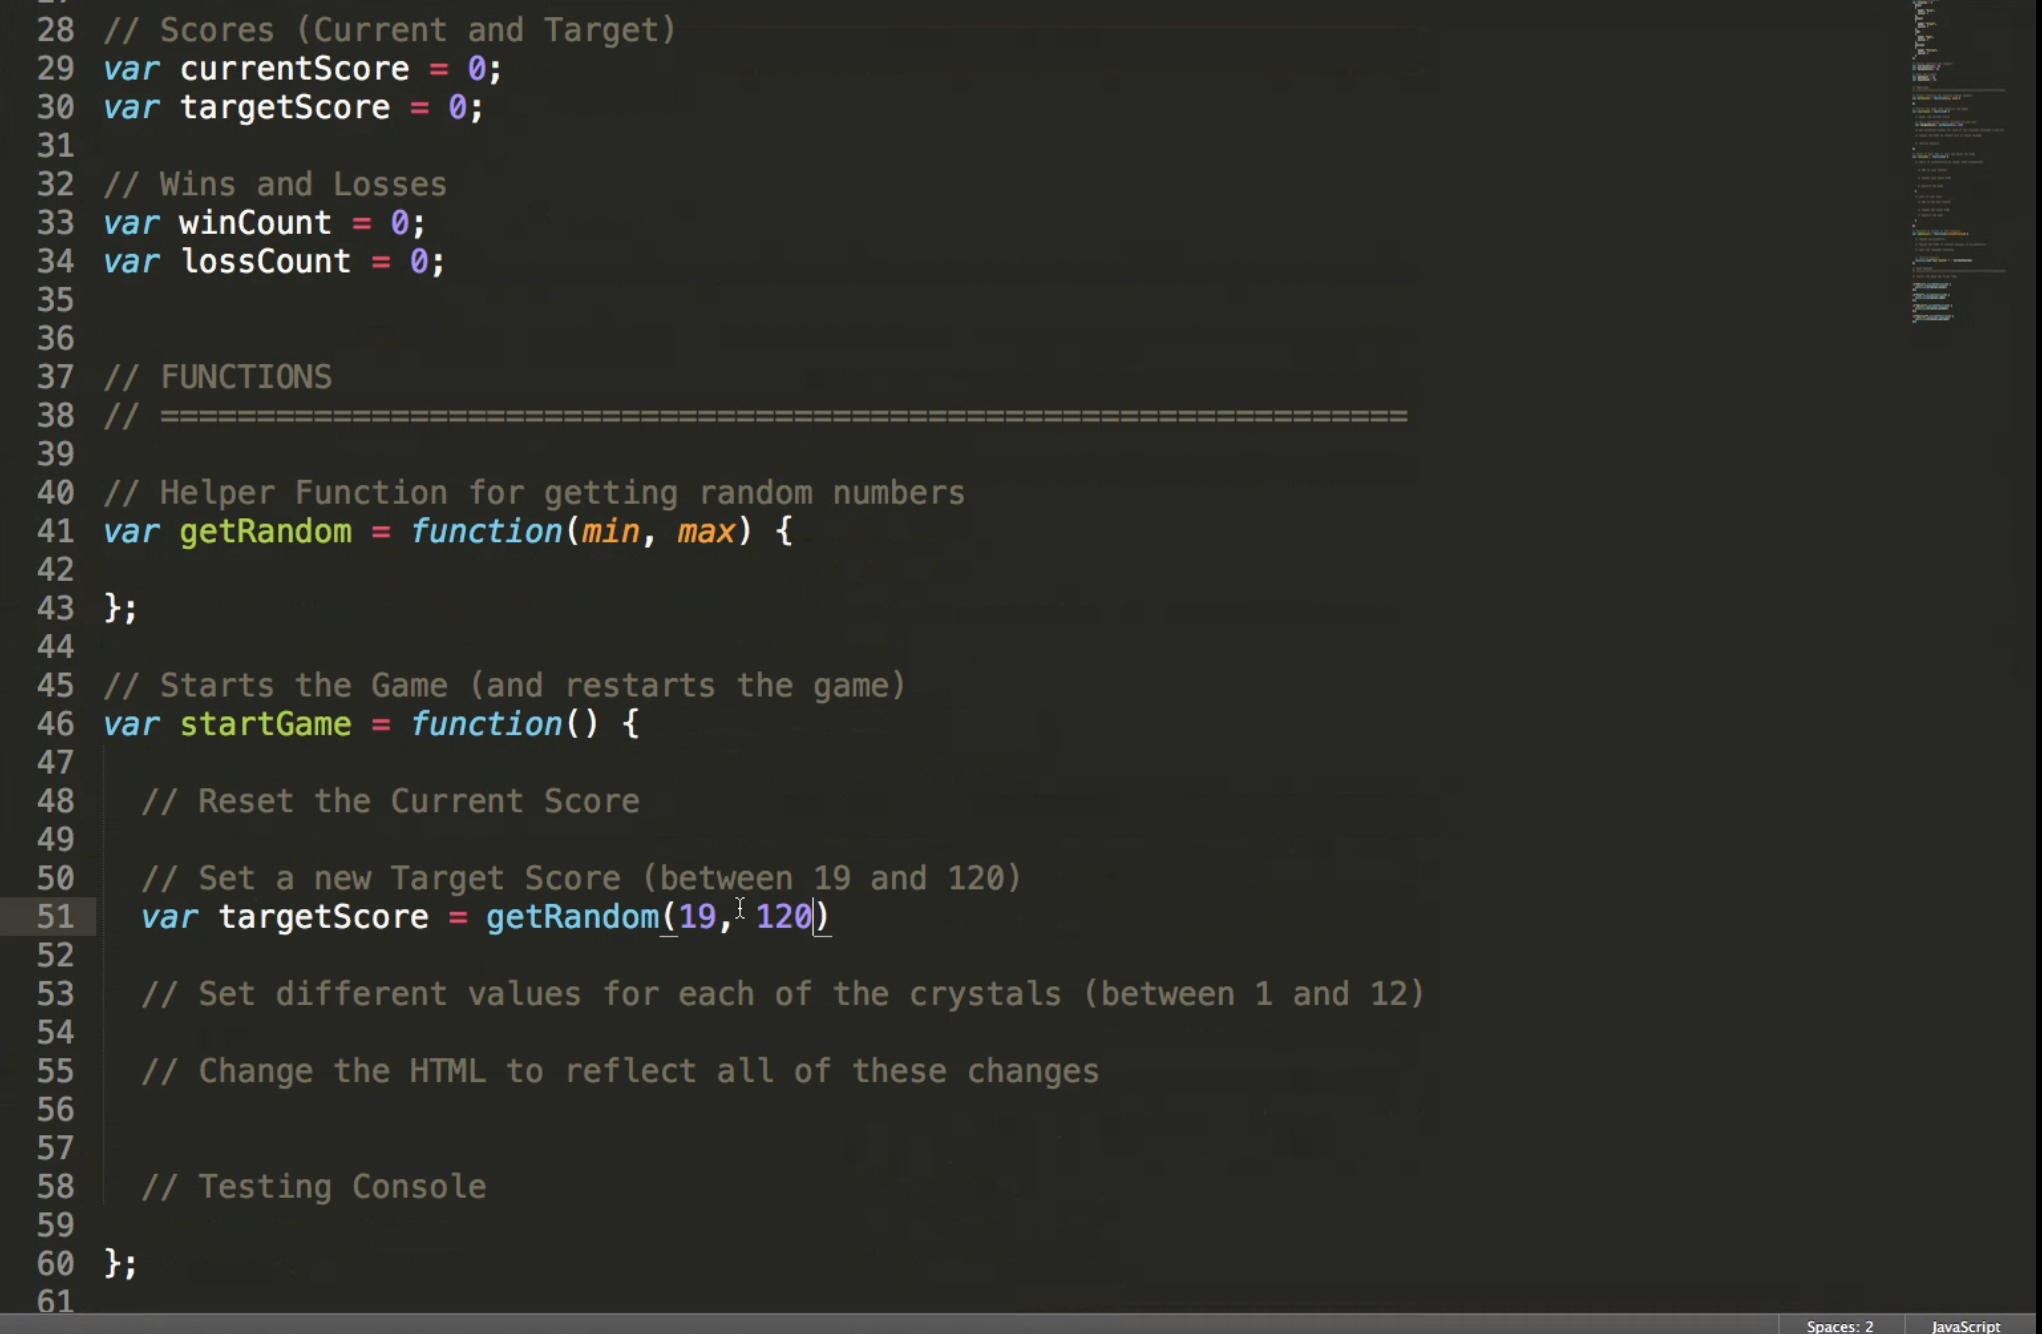 28 // Scores (Current and Target)
29 var currentScore = 0;
30 var targetScore = 0;
31
32 // Wins and Losses
33 var winCount = 0;
34 var lossCount = 0;
35
36
37 // FUNCTIONS
38 // =================================================================
39
40 // Helper Function for getting random numbers
41 var getRandom = function(min, max) {
42
43 };
44
45 // Starts the Game (and restarts the game)
46 var startGame = function() {
47
48 // Reset the Current Score
49
50 // Set a new Target Score (between 19 and 120)
51 var targetScore = getRandom(19, 120)
52
53 // Set different values for each of the crystals (between 1 and 12)
54
55 // Change the HTML to reflect all of these changes
56
57
58 // Testing Console
59
60 };
61
Spaces: 2 JavaScript